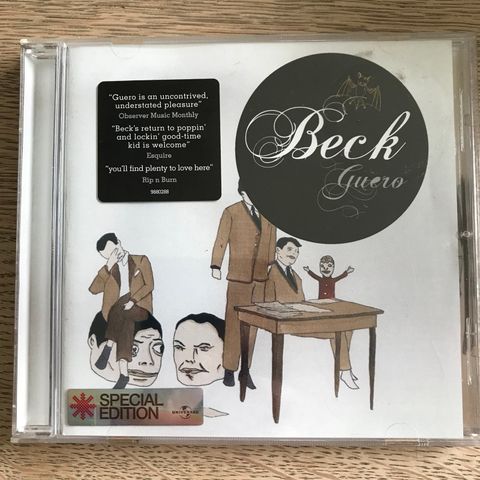 "Guero is an uncontrived,
understated pleasure"
Observer Music Monthly
"Beck's return to poppin'
and lockin' good-time
kid is welcome"
Esquire
"you'll find plenty to love here"
Rip n Burn
9880288
Beck
Guero
SPECIAL
EDITION
UNIVERSAL